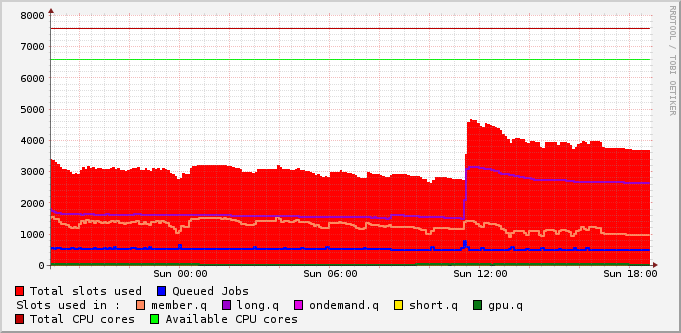 8000
7000
6000
5000
4000
3000
2000
1000
0
Sun 00:00 Sun 06:00 Sun 12:00 Sun 18:00
Total slots used Queued Jobs
Slots used in : member.q long.q ondemand.q short.q gpu.q
Total CPU cores Available CPU cores
RRDTOOL / TOBI OETIKER